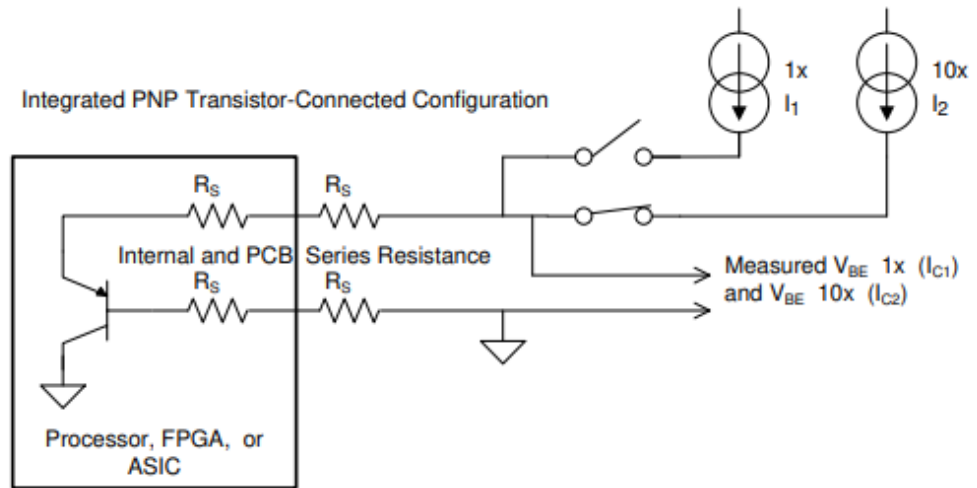 1x
10x
Integrated PNP Transistor-Connected Configuration
I1
I2
RS
RS
Internal and PCB Series Resistance
Measured VBE 1x (IC1)
RS
RS
and VBE 10x (IC2)
Processor, FPGA, or
ASIC